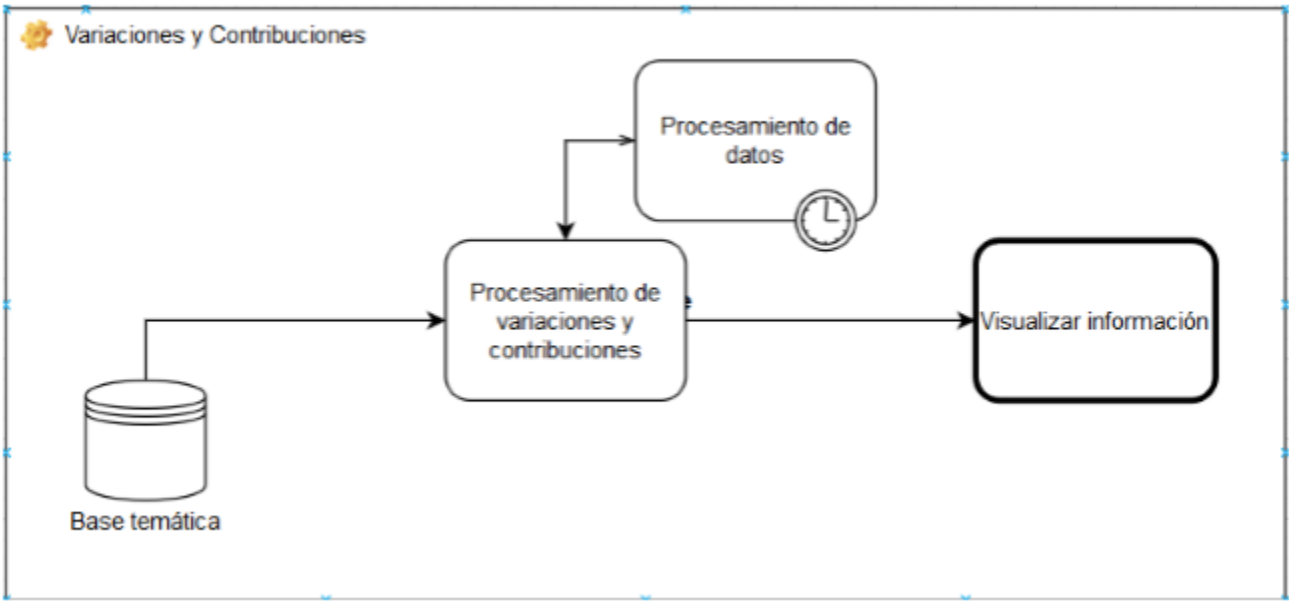 Variaciones y Contribuciones
Procesamiento de
datos
Procesamiento de
variaciones y
contribuciones
Visualizar información
Base temática